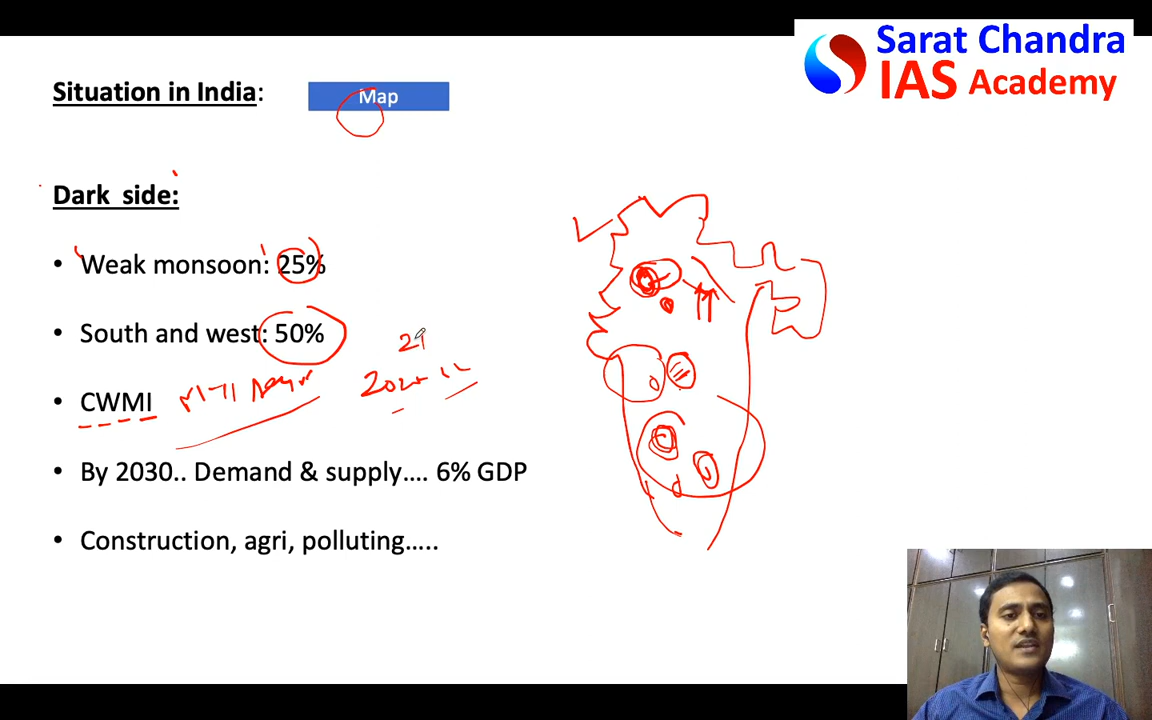 Sarat Chandra
IAS Academy
Situation in India:
Map
Dark side:
• Weak monsoon: 25%
• South and west: 50%
• CWMI
• By 2030.. Demand & supply.... 6% GDP
• Construction, agri, polluting.....